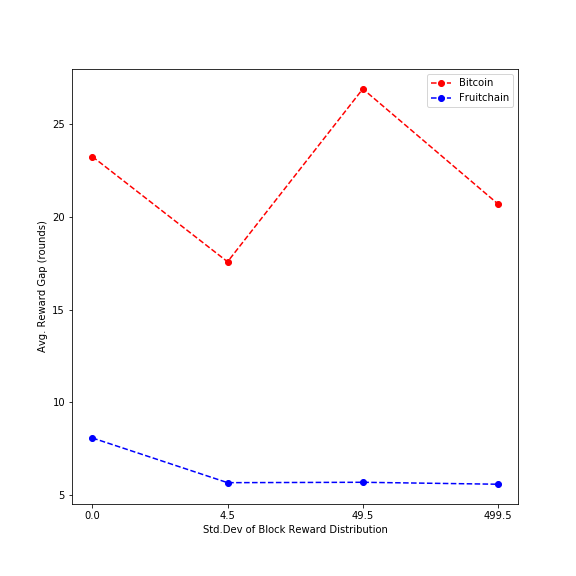 Bitcoin
Fruitchain
25
20
15
10
5
Avg. Reward Gap (rounds)
0.0 4.5 49.5 499.5
Std.Dev of Block Reward Distribution